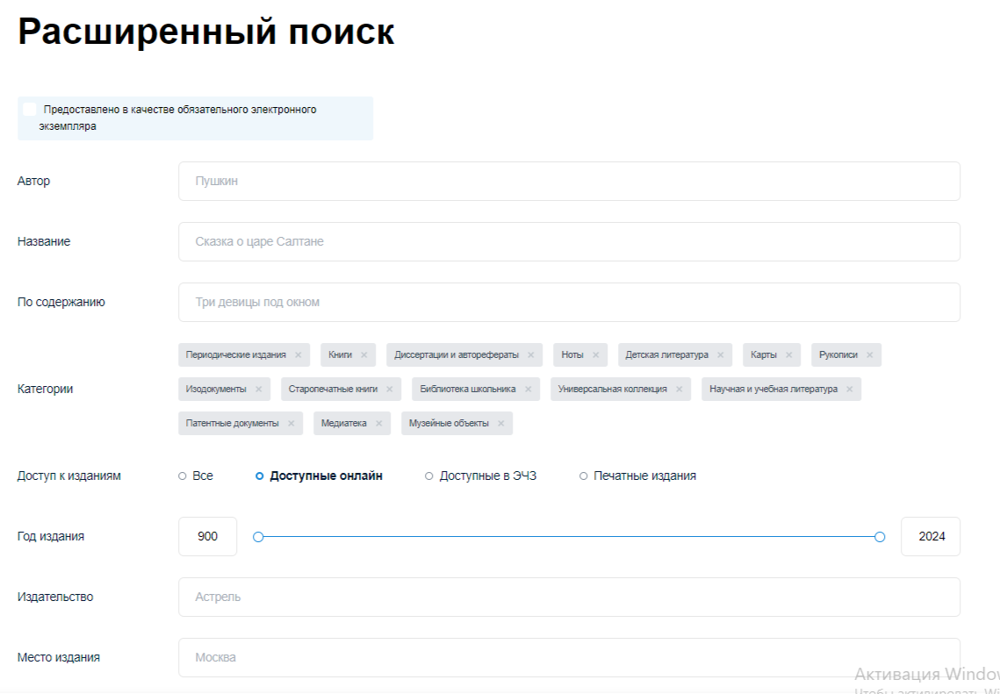 Расширенный поиск
Предоставлено в качестве обязательного электронного
экземпляра
Автор
Пушкин
Название
Сказка о царе Салтане
По содержанию
Три девицы под окном
Периодические издания × Книги × Диссертации и авторефераты × Ноты × Детская литература × Карты × Рукописи ×
Категории
Изодокументы × Старопечатные книги × Библиотека школьника × Универсальная коллекция × Научная и учебная литература ×
Патентные документы × Медиатека × Музейные объекты ×
Доступ к изданиям
Все Доступные онлайн Доступные в ЭЧЗ Печатные издания
Год издания
900 2024
Издательство
Астрель
Место издания
Москва
Активация Windov
Чтобы активировать Wi